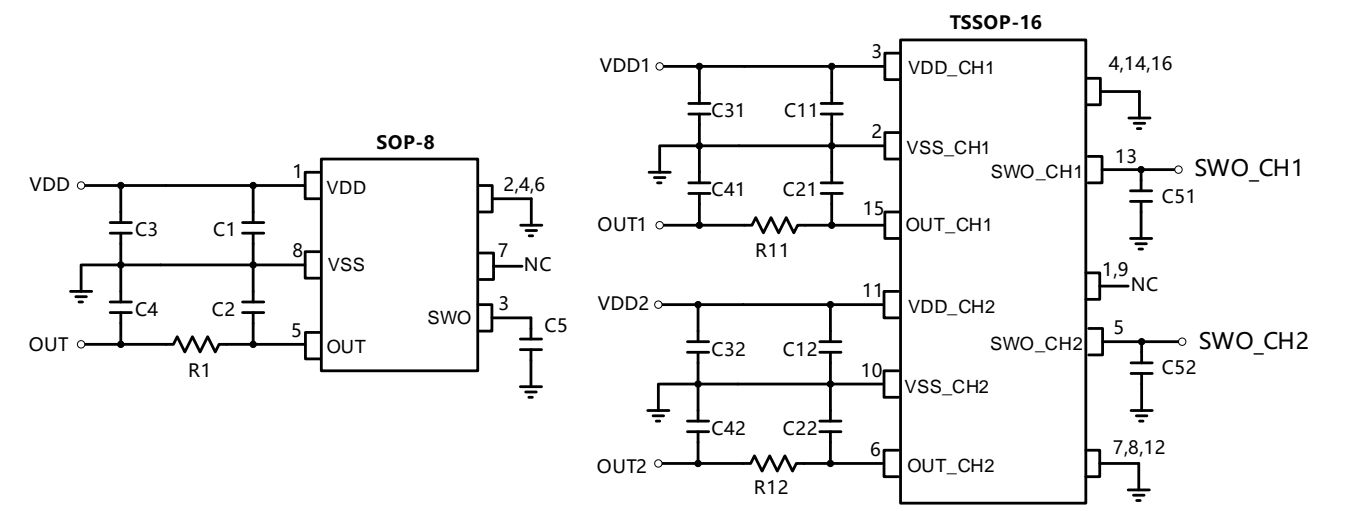 SOP-8
VDD
1
VDD
2,4,6
C3
C1
8
VSS
7
NC
C4
C2
3
SWO
C5
OUT
R1
5
OUT
TSSOP-16
VDD1
3
VDD_CH1
4,14,16
C31
C11
2
VSS_CH1
13
SWO_CH1
SWO_CH1
C41
C21
C51
OUT1
R11
15
OUT_CH1
1,9
NC
VDD2
11
VDD_CH2
5
SWO_CH2
SWO_CH2
C32
C12
C52
10
VSS_CH2
C42
C22
7,8,12
OUT2
R12
6
OUT_CH2